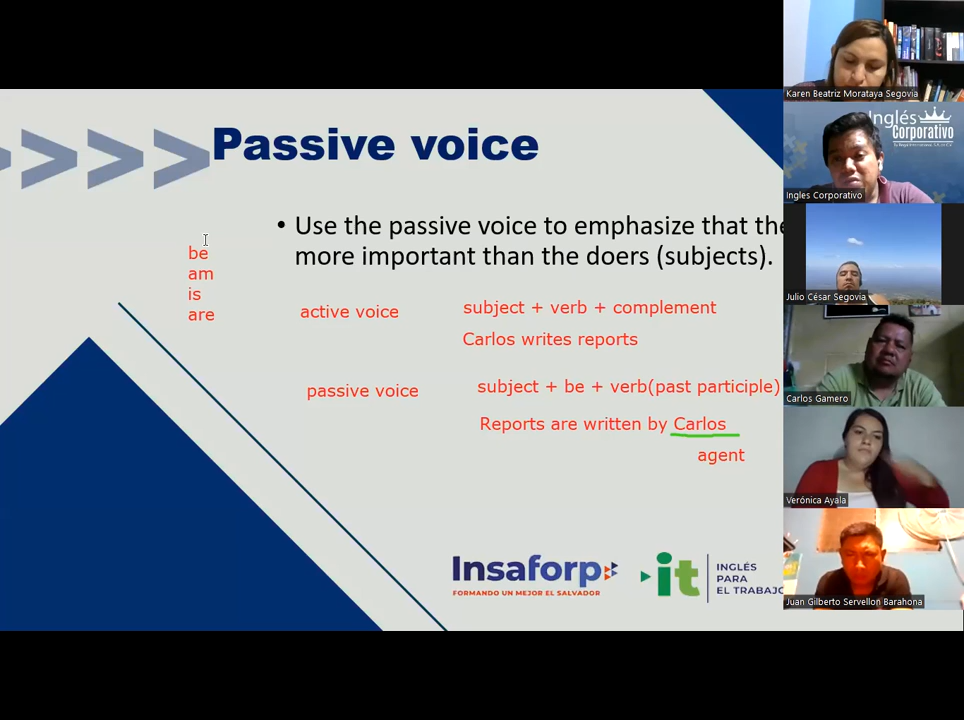 Passive voice
• Use the passive voice to emphasize that the
more important than the doers (subjects).
be
am
is
are
active voice
subject + verb + complement
Carlos writes reports
passive voice
subject + be + verb(past participle)
Reports are written by Carlos
agent
Insaforp
FORMANDO UN MEJOR EL SALVADOR
it
INGLÉS
PARA
EL TRABAJO
Karen Beatriz Morataya Segovia
Inglés
Corporativo
Ingles Corporativo
Julio César Segovia
Carlos Gamero
Verónica Ayala
Juan Gilberto Servellon Barahona